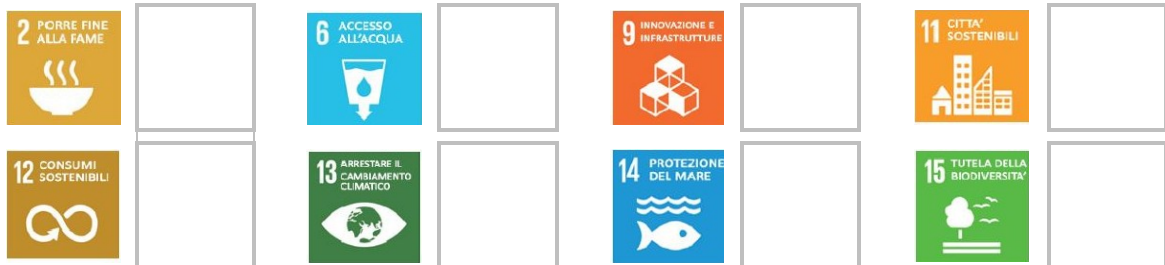 2 PORRE FINE
ALLA FAME
6 ACCESSO
ALL'ACQUA
9 INNOVAZIONE E
INFRASTRUTTURE
11 CITTA'
SOSTENIBILI
12 CONSUMI
SOSTENIBILI
13 ARRESTARE IL
CAMBIAMENTO
CLIMATICO
14 PROTEZIONE
DEL MARE
15 TUTELA DELLA
BIODIVERSITA'